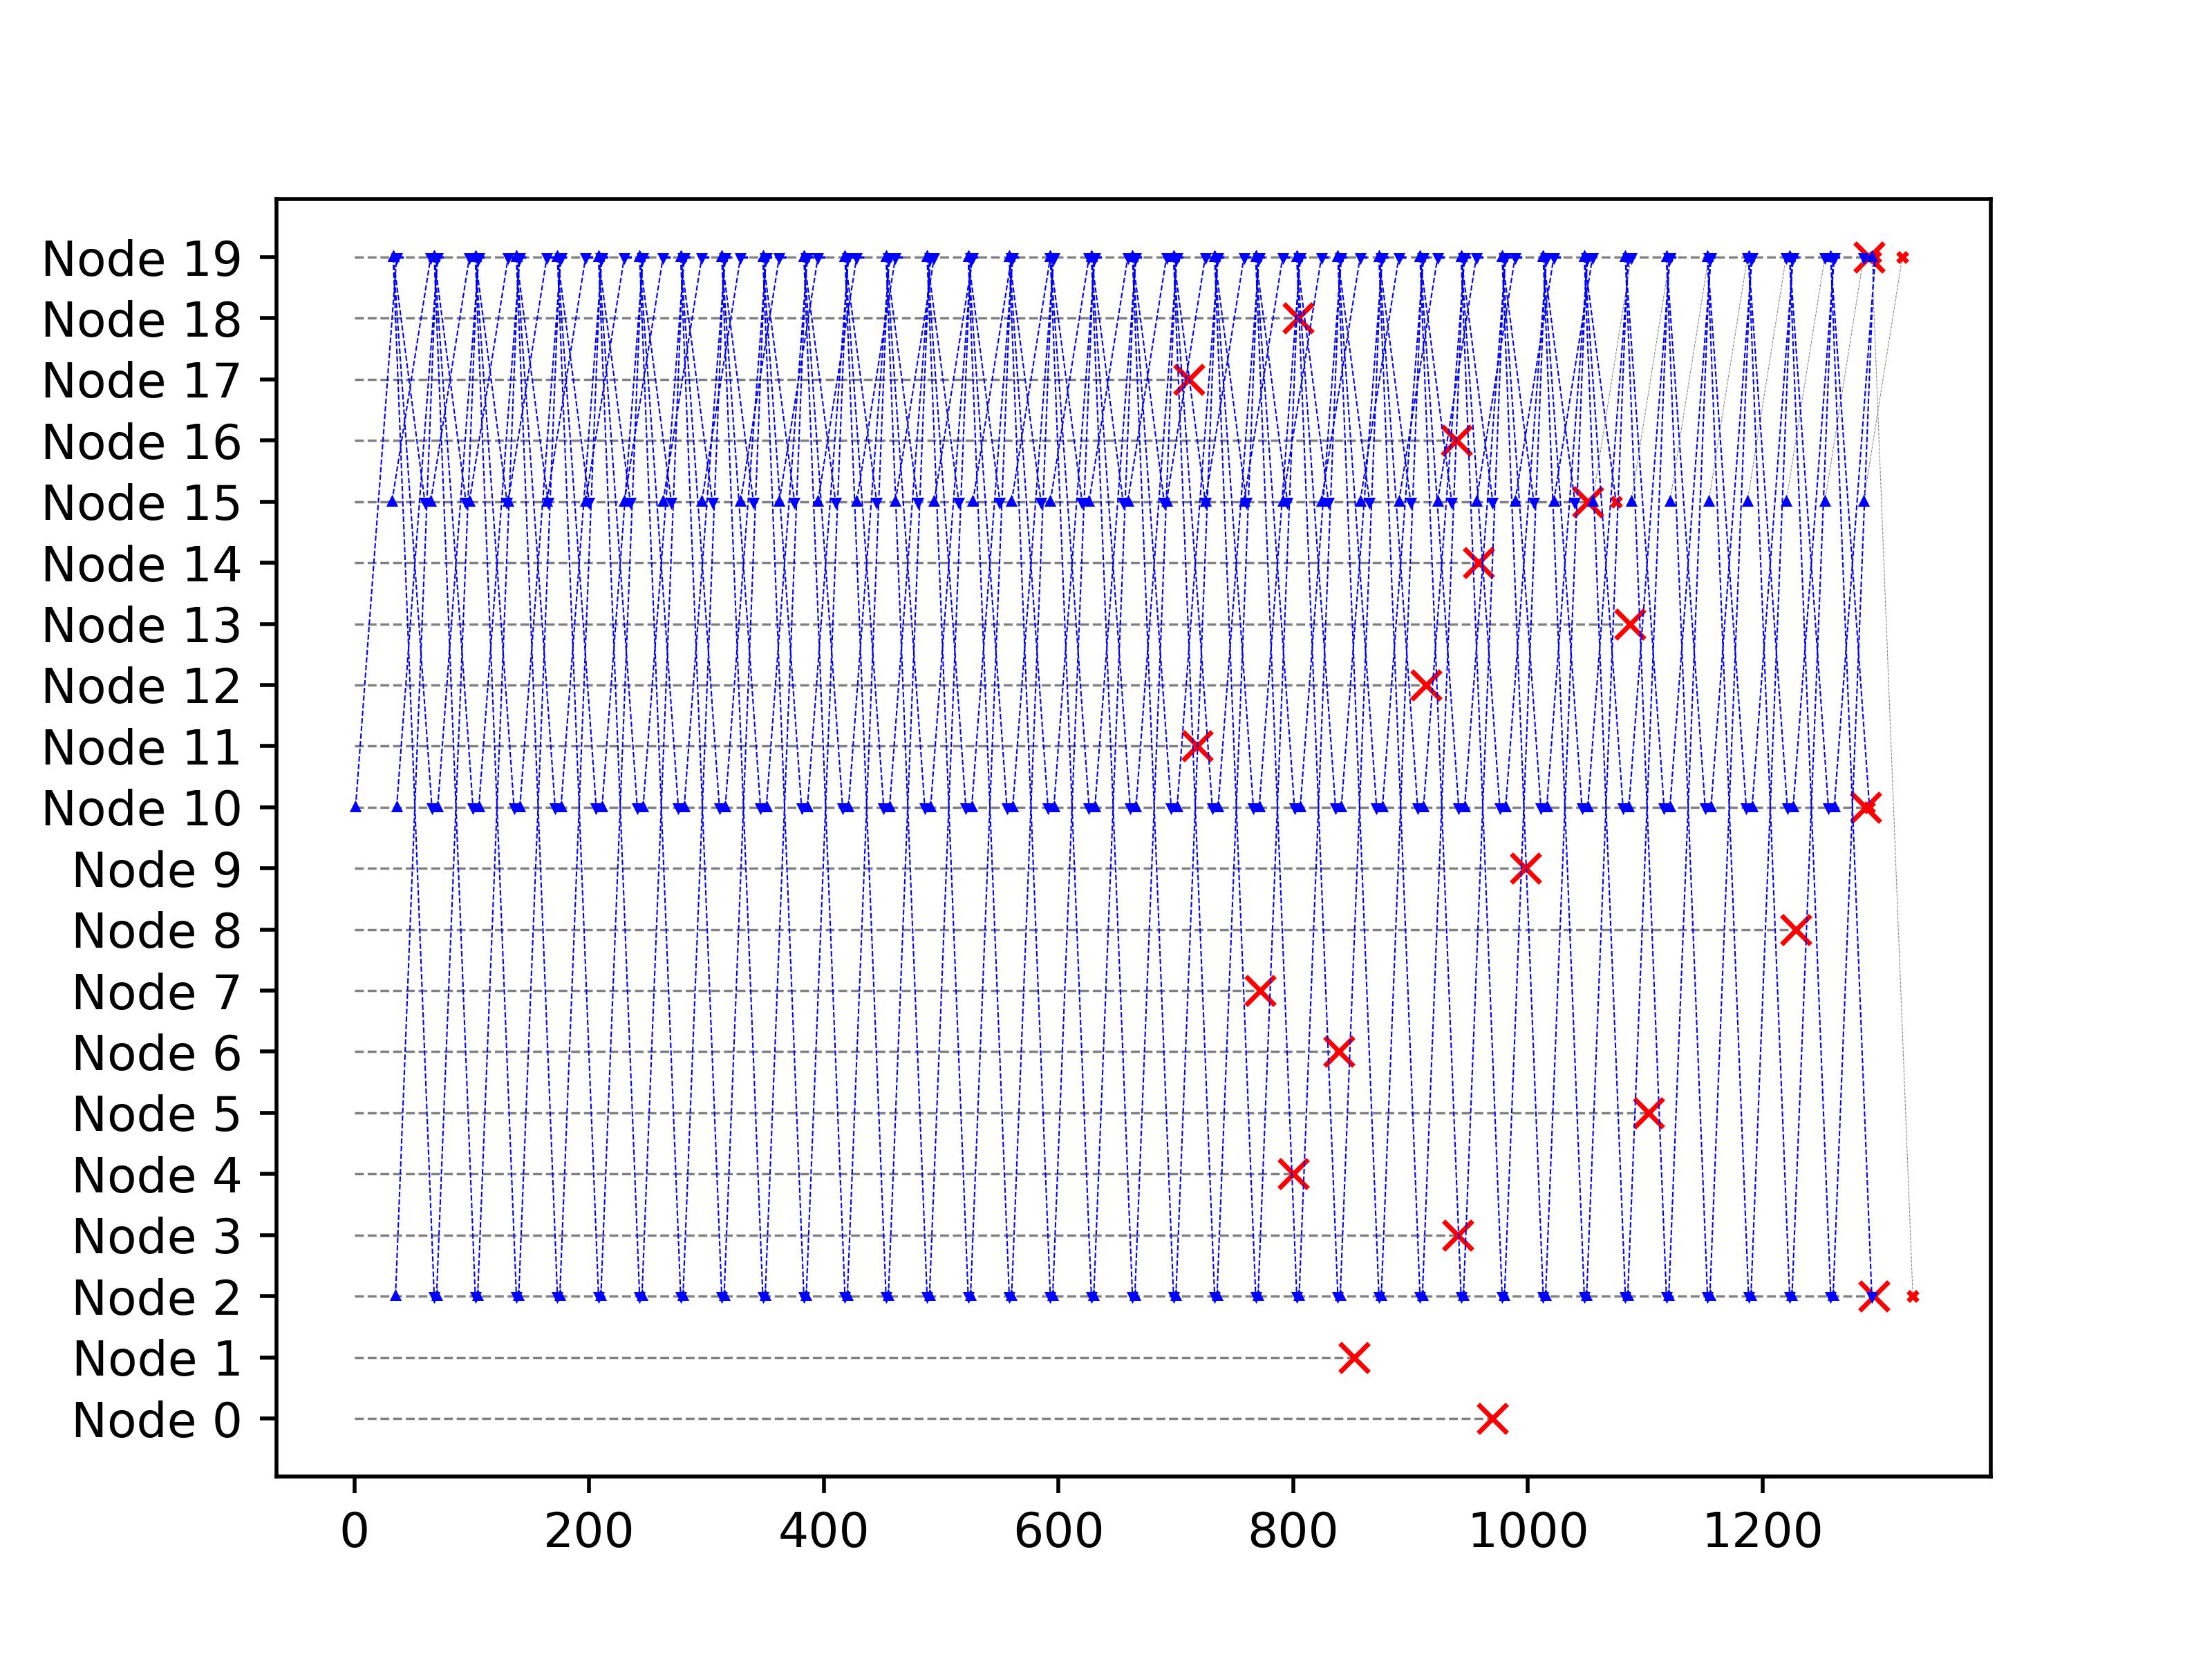 Node 19
Node 18
Node 17
Node 16
Node 15
Node 14
Node 13
Node 12
Node 11
Node 10
Node 9
Node 8
Node 7
Node 6
Node 5
Node 4
Node 3
Node 2
Node 1
Node 0
0 200 400 600 800 1000 1200